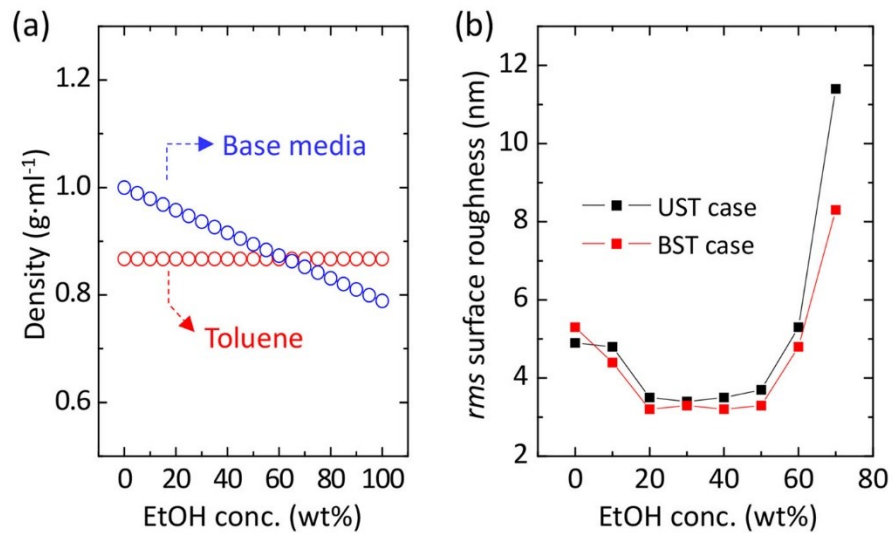 (a)
1.2
1.0
0.8
0.6
Density (g·ml⁻¹)
Base media
Toluene
0 20 40 60 80 100
EtOH conc. (wt%)
(b)
12
10
8
6
4
2
rms surface roughness (nm)
UST case
BST case
0 20 40 60 80
EtOH conc. (wt%)